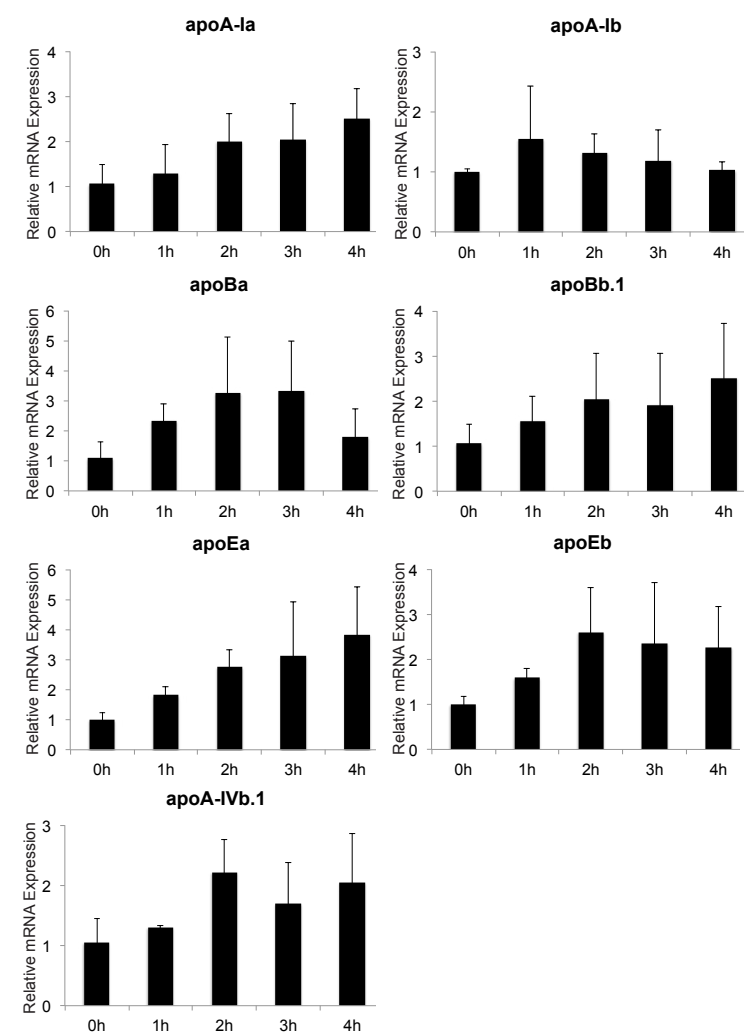 apoA-Ia
Relative mRNA Expression
4
3
2
1
0
0h 1h 2h 3h 4h
apoA-Ib
Relative mRNA Expression
3
2
1
0
0h 1h 2h 3h 4h
apoBa
Relative mRNA Expression
6
5
4
3
2
1
0
0h 1h 2h 3h 4h
apoBb.1
Relative mRNA Expression
4
3
2
1
0
0h 1h 2h 3h 4h
apoEa
Relative mRNA Expression
6
5
4
3
2
1
0
0h 1h 2h 3h 4h
apoEb
Relative mRNA Expression
4
3
2
1
0
0h 1h 2h 3h 4h
apoA-IVb.1
Relative mRNA Expression
3
2
1
0
0h 1h 2h 3h 4h